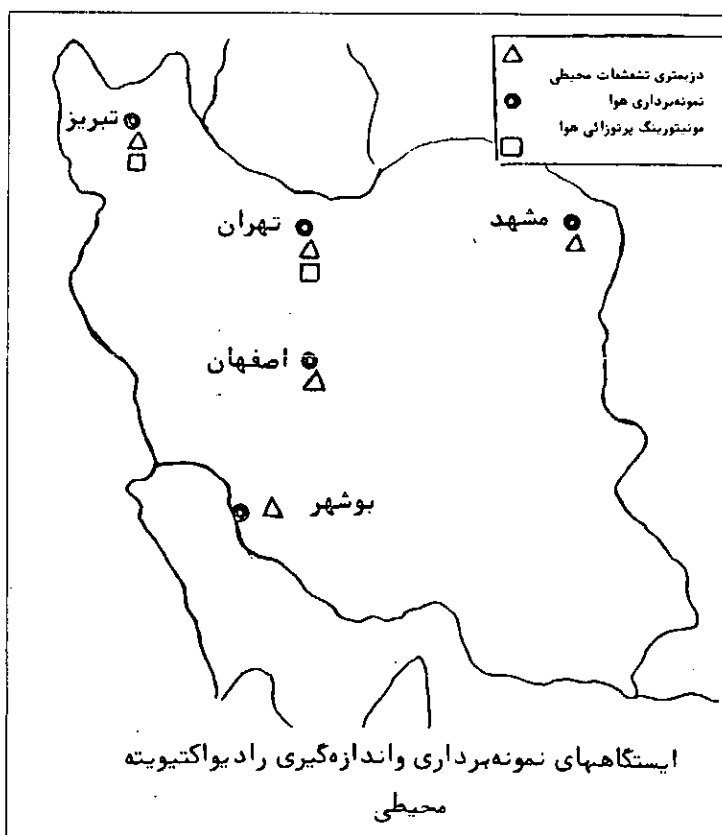 دزیمتری تشعشعات محیطی
نمونه‌برداری هوا
مونیتورینگ پرتوزائی هوا
تبریز
تهران
مشهد
اصفهان
بوشهر
ایستگاههای نمونه‌برداری واندازه‌گیری رادیواکتیویته
محیطی